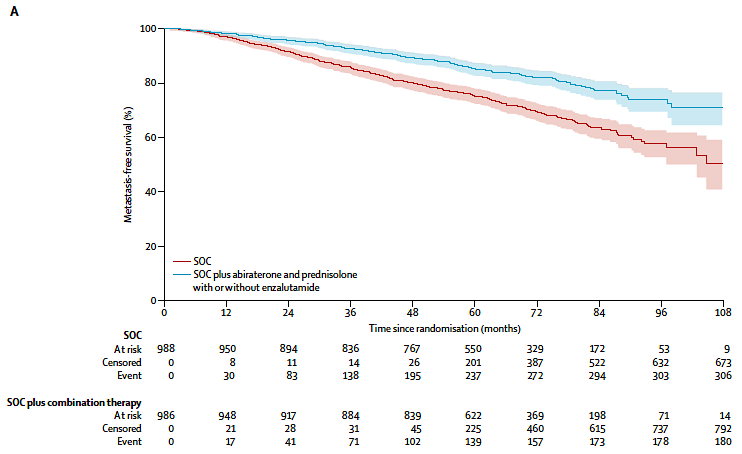 A
Metastasis-free survival (%)
100
80
60
40
20
0
SOC
SOC plus abiraterone and prednisolone
with or without enzalutamide
0 12 24 36 48 60 72 84 96 108
Time since randomisation (months)
SOC
At risk 988 950 894 836 767 550 329 172 53 9
Censored 0 8 11 14 26 201 387 522 632 673
Event 0 30 83 138 195 237 272 294 303 306
SOC plus combination therapy
At risk 986 948 917 884 839 622 369 198 71 14
Censored 0 21 28 31 45 225 460 615 737 792
Event 0 17 41 71 102 139 157 173 178 180